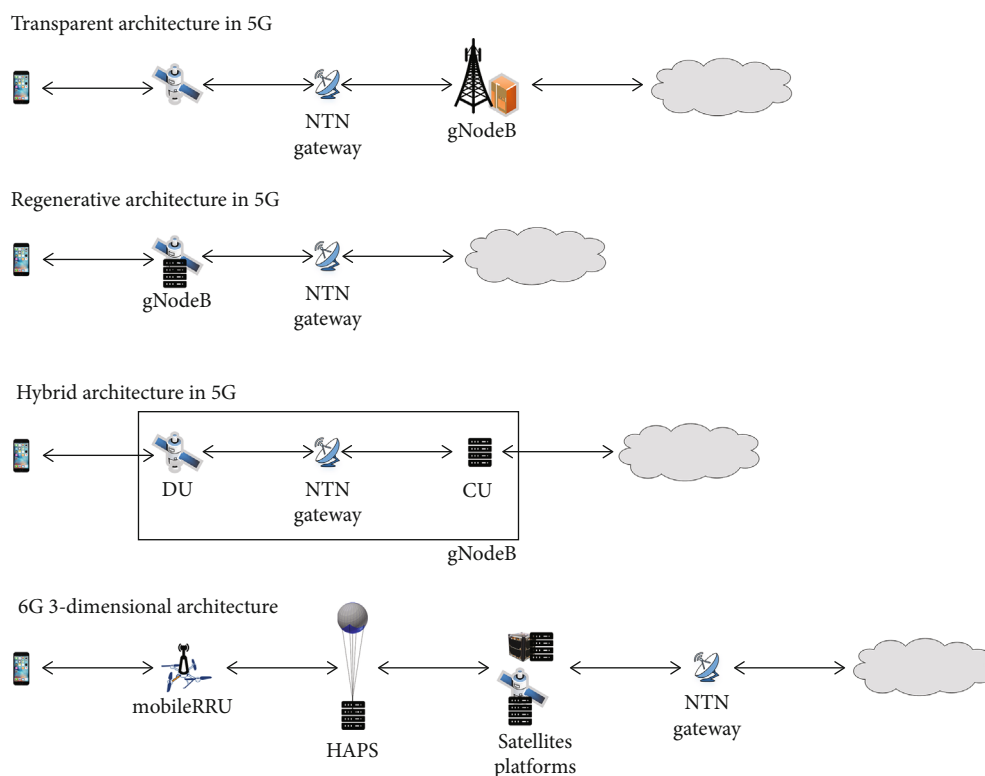 Transparent architecture in 5G
NTN
gateway
gNodeB
Regenerative architecture in 5G
gNodeB
NTN
gateway
Hybrid architecture in 5G
DU
NTN
gateway
CU
gNodeB
6G 3-dimensional architecture
mobileRRU
HAPS
Satellites
platforms
NTN
gateway